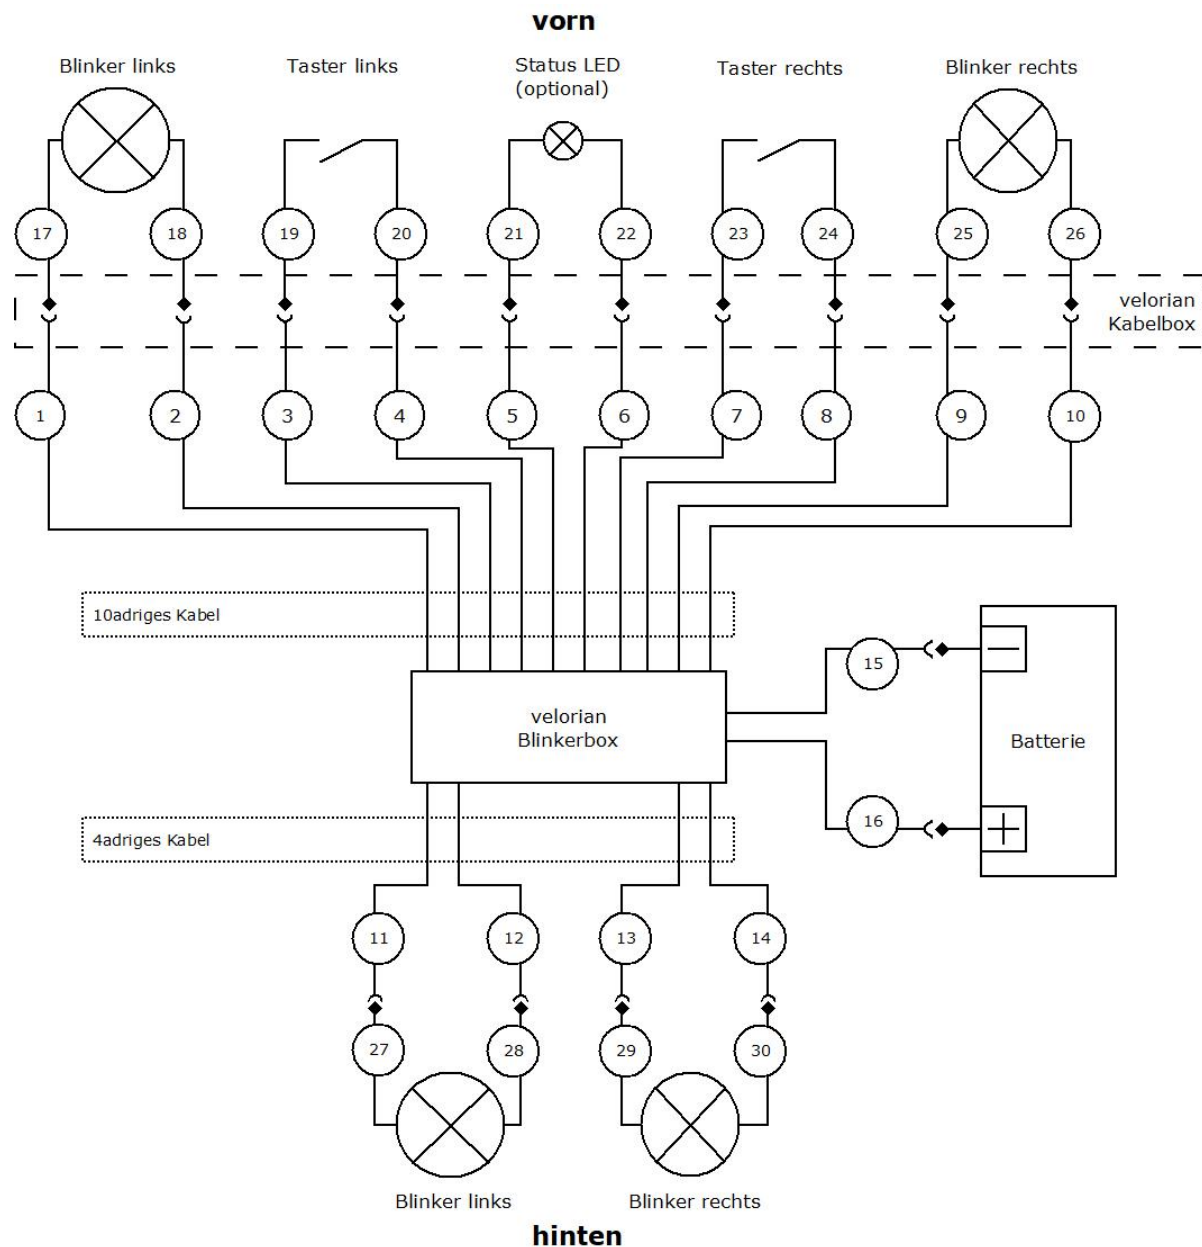 vorn
Blinker links
Taster links
Status LED
(optional)
Taster rechts
Blinker rechts
17
18
19
20
21
22
23
24
25
26
velorian
Kabelbox
1
2
3
4
5
6
7
8
9
10
10adriges Kabel
15
velorian
Blinkerbox
Batterie
16
4adriges Kabel
11
12
13
14
27
28
29
30
Blinker links
Blinker rechts
hinten